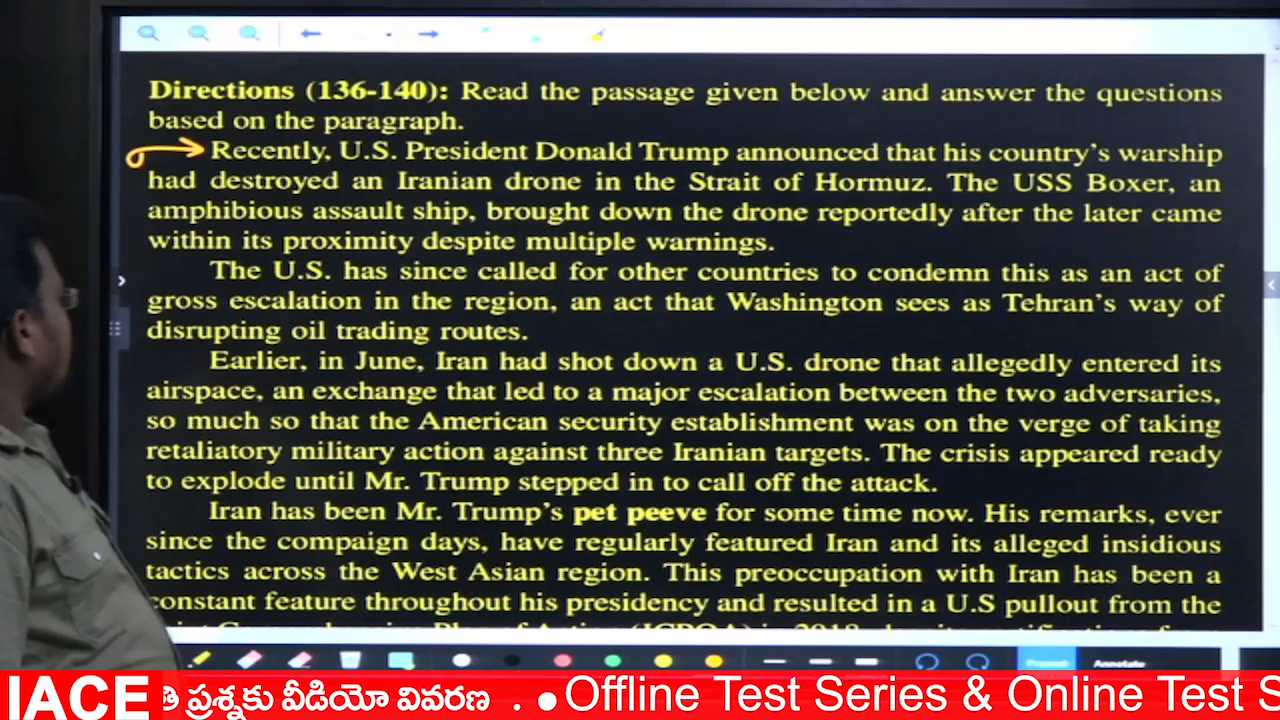 Directions (136-140): Read the passage given below and answer the questions
based on the paragraph.
Recently, U.S. President Donald Trump announced that his country's warship
had destroyed an Iranian drone in the Strait of Hormuz. The USS Boxer, an
amphibious assault ship, brought down the drone reportedly after the later came
within its proximity despite multiple warnings.
The U.S. has since called for other countries to condemn this as an act of
gross escalation in the region, an act that Washington sees as Tehran's way of
disrupting oil trading routes.
Earlier, in June, Iran had shot down a U.S. drone that allegedly entered its
airspace, an exchange that led to a major escalation between the two adversaries,
so much so that the American security establishment was on the verge of taking
retaliatory military action against three Iranian targets. The crisis appeared ready
to explode until Mr. Trump stepped in to call off the attack.
Iran has been Mr. Trump's pet peeve for some time now. His remarks, ever
since the compaign days, have regularly featured Iran and its alleged insidious
tactics across the West Asian region. This preoccupation with Iran has been a
constant feature throughout his presidency and resulted in a U.S pullout from the
Annotate
IACE ప్రశ్నకు వీడియో వివరణ . ● Offline Test Series & Online Test S